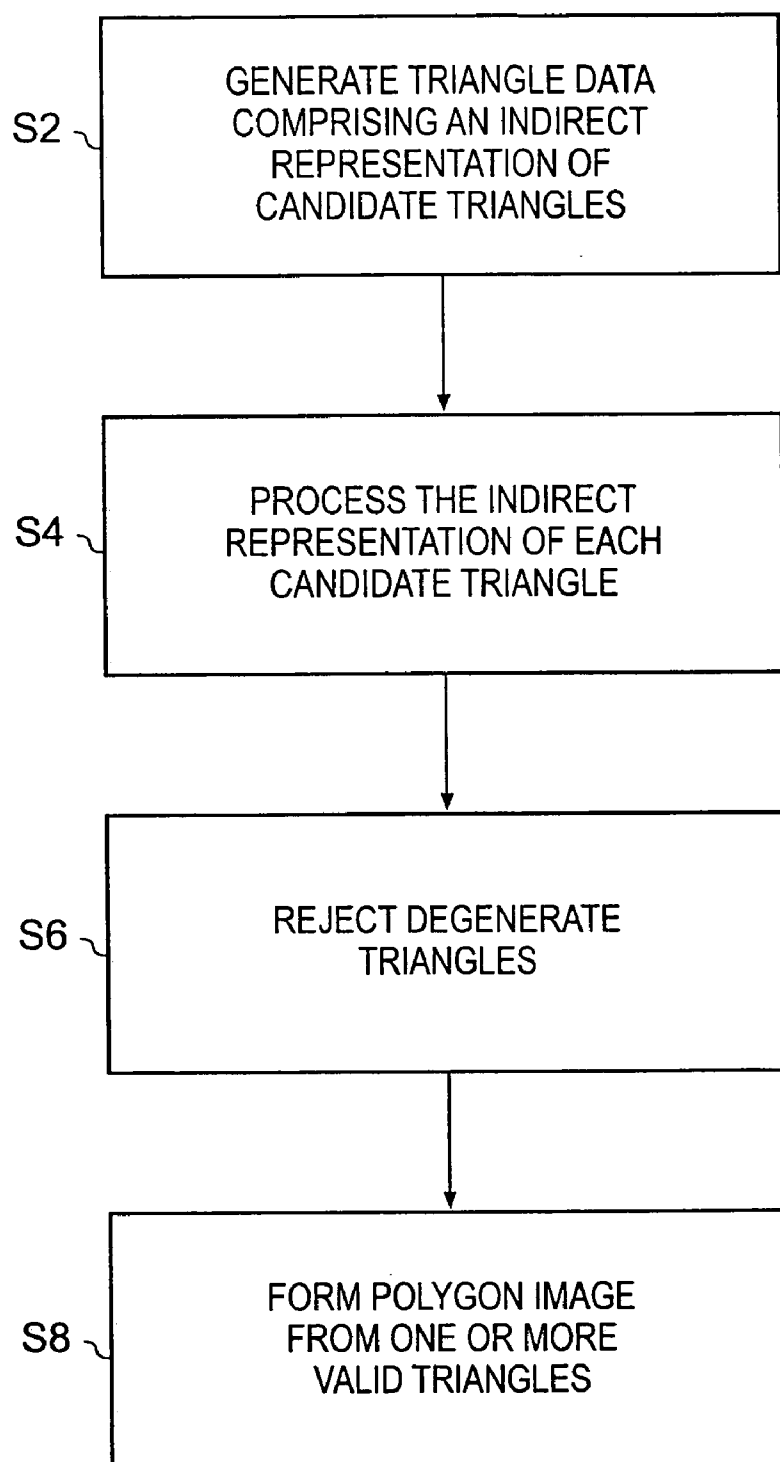 S2
GENERATE TRIANGLE DATA
COMPRISING AN INDIRECT
REPRESENTATION OF
CANDIDATE TRIANGLES
S4
PROCESS THE INDIRECT
REPRESENTATION OF EACH
CANDIDATE TRIANGLE
S6
REJECT DEGENERATE
TRIANGLES
S8
FORM POLYGON IMAGE
FROM ONE OR MORE
VALID TRIANGLES